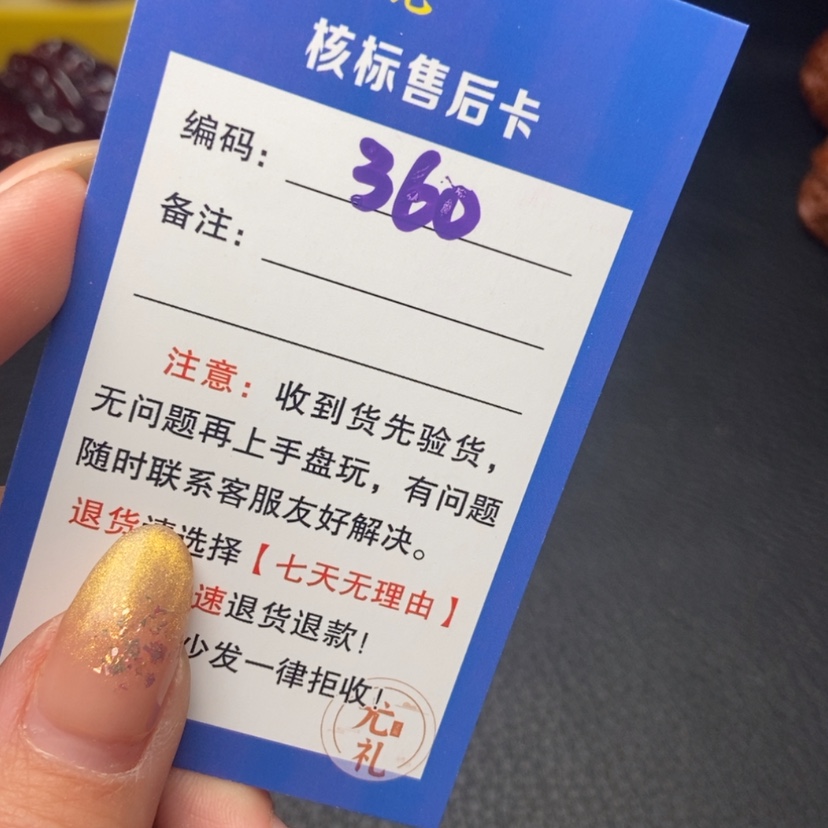 核标售后卡
编码：360
备注：
注意：收到货先验货，
无问题再上手盘玩，有问题
随时联系客服友好解决。
退货请选择【七天无理由】
速退货退款！
少发一律拒收！
元礼